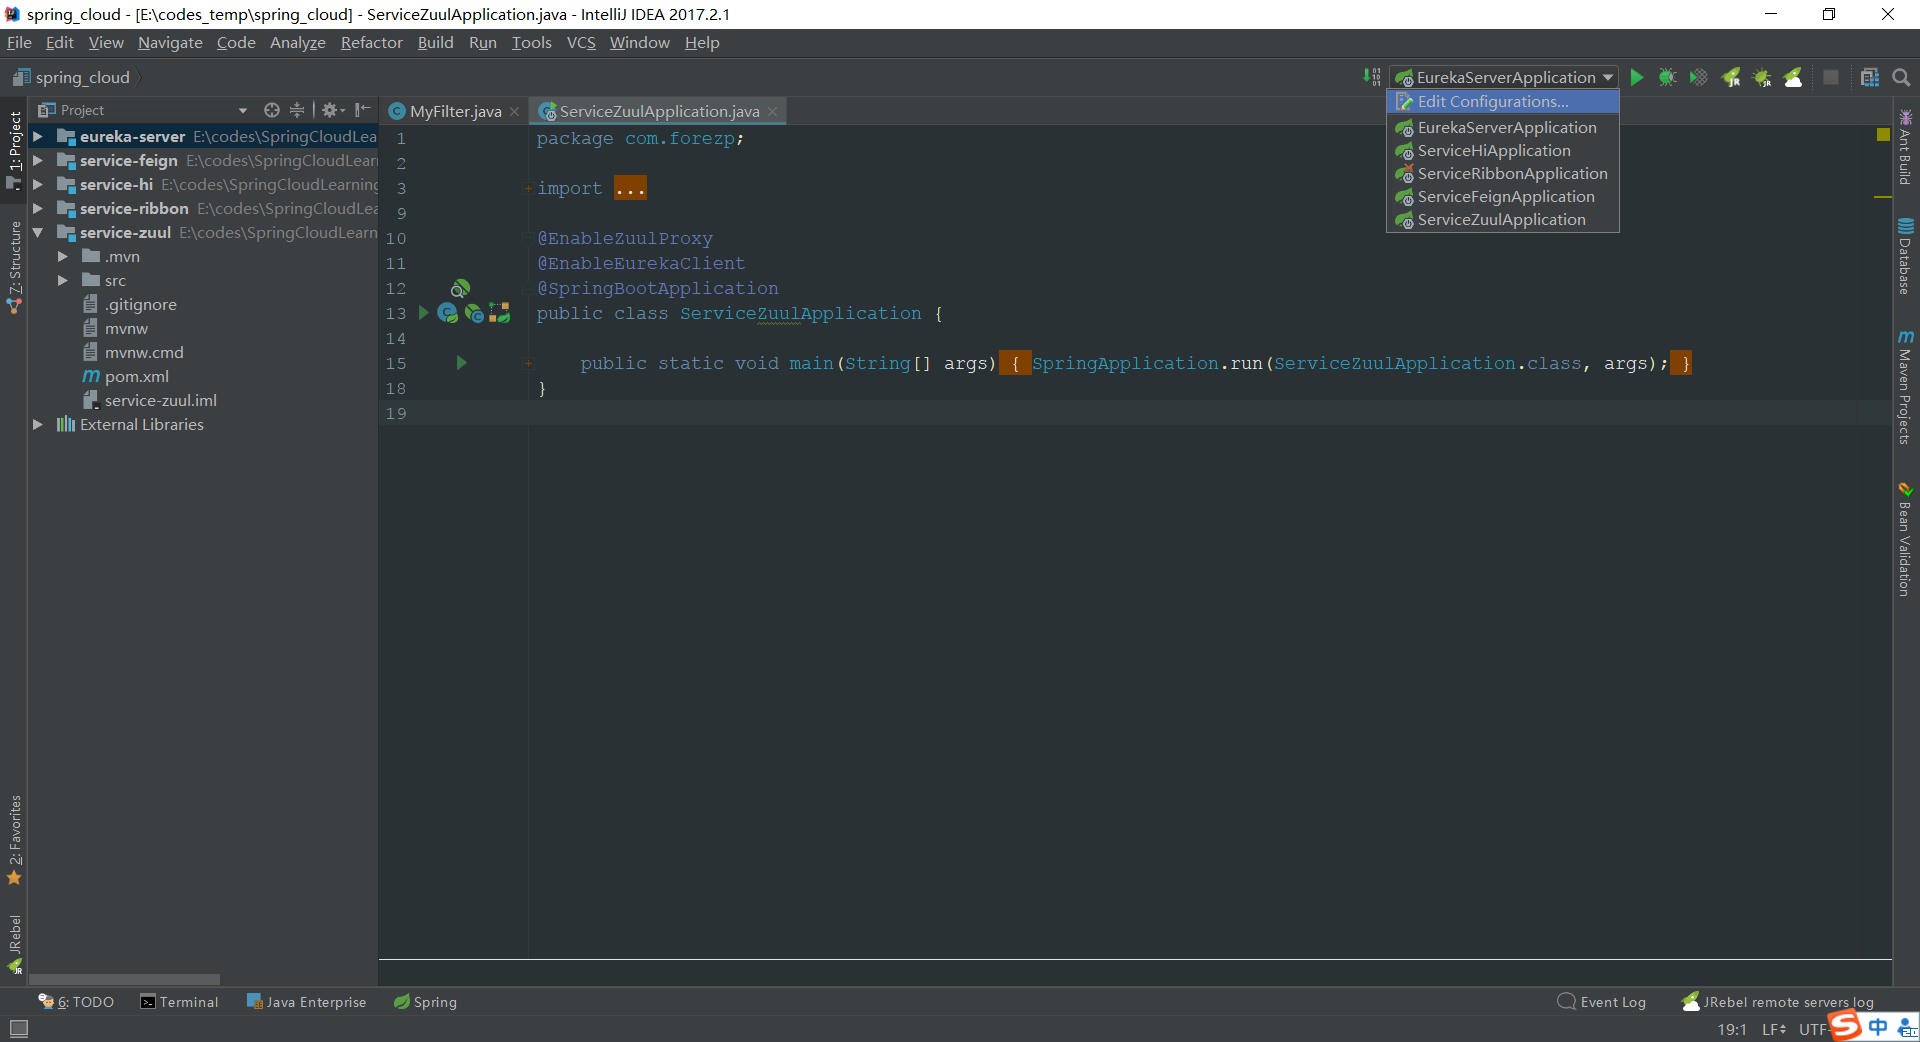 spring_cloud - [E:\codes_temp\spring_cloud] - ServiceZuulApplication.java - IntelliJ IDEA 2017.2.1
File Edit View Navigate Code Analyze Refactor Build Run Tools VCS Window Help
spring_cloud
EurekaServerApplication
Edit Configurations...
EurekaServerApplication
ServiceHiApplication
ServiceRibbonApplication
ServiceFeignApplication
ServiceZuulApplication
1: Project
Z: Structure
2: Favorites
JRebel
Project
eureka-server E:\codes\SpringCloudLea
service-feign E:\codes\SpringCloudLearn
service-hi E:\codes\SpringCloudLearning
service-ribbon E:\codes\SpringCloudLe
service-zuul E:\codes\SpringCloudLearn
.mvn
src
.gitignore
mvnw
mvnw.cmd
pom.xml
service-zuul.iml
External Libraries
MyFilter.java ServiceZuulApplication.java
1 package com.forezp;
2
3 import ...
9
10 @EnableZuulProxy
11 @EnableEurekaClient
12 @SpringBootApplication
13 public class ServiceZuulApplication {
14
15 public static void main(String[] args) { SpringApplication.run(ServiceZuulApplication.class, args); }
18 }
19
Ant Build
Database
Maven Projects
Bean Validation
6: TODO Terminal Java Enterprise Spring Event Log JRebel remote servers log
19:1 LF UTF- 中